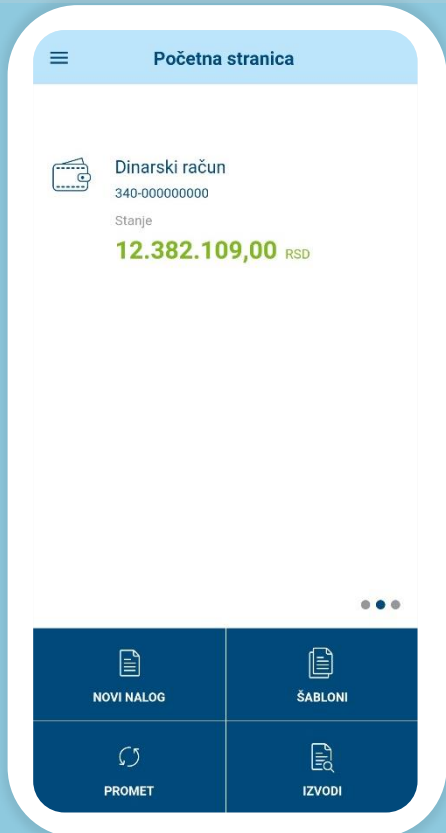 Početna stranica
Dinarski račun
340-000000000
Stanje
12.382.109,00 RSD
NOVI NALOG
ŠABLONI
PROMET
IZVODI